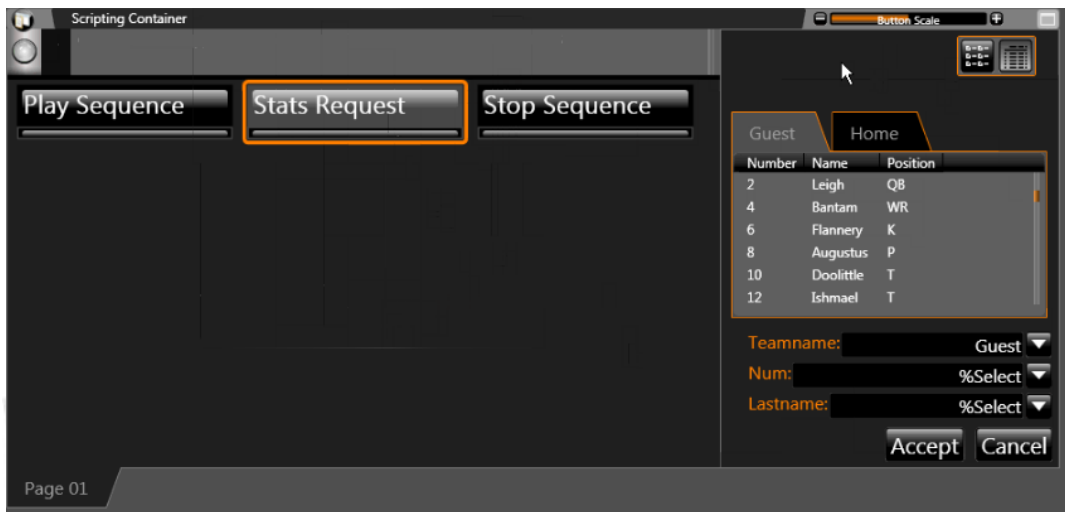 Scripting Container
Button Scale
Play Sequence
Stats Request
Stop Sequence
Guest
Home
Number Name Position
2 Leigh QB
4 Bantam WR
6 Flannery K
8 Augustus P
10 Doolittle T
12 Ishmael T
Teamname: Guest
Num: %Select
Lastname: %Select
Accept Cancel
Page 01